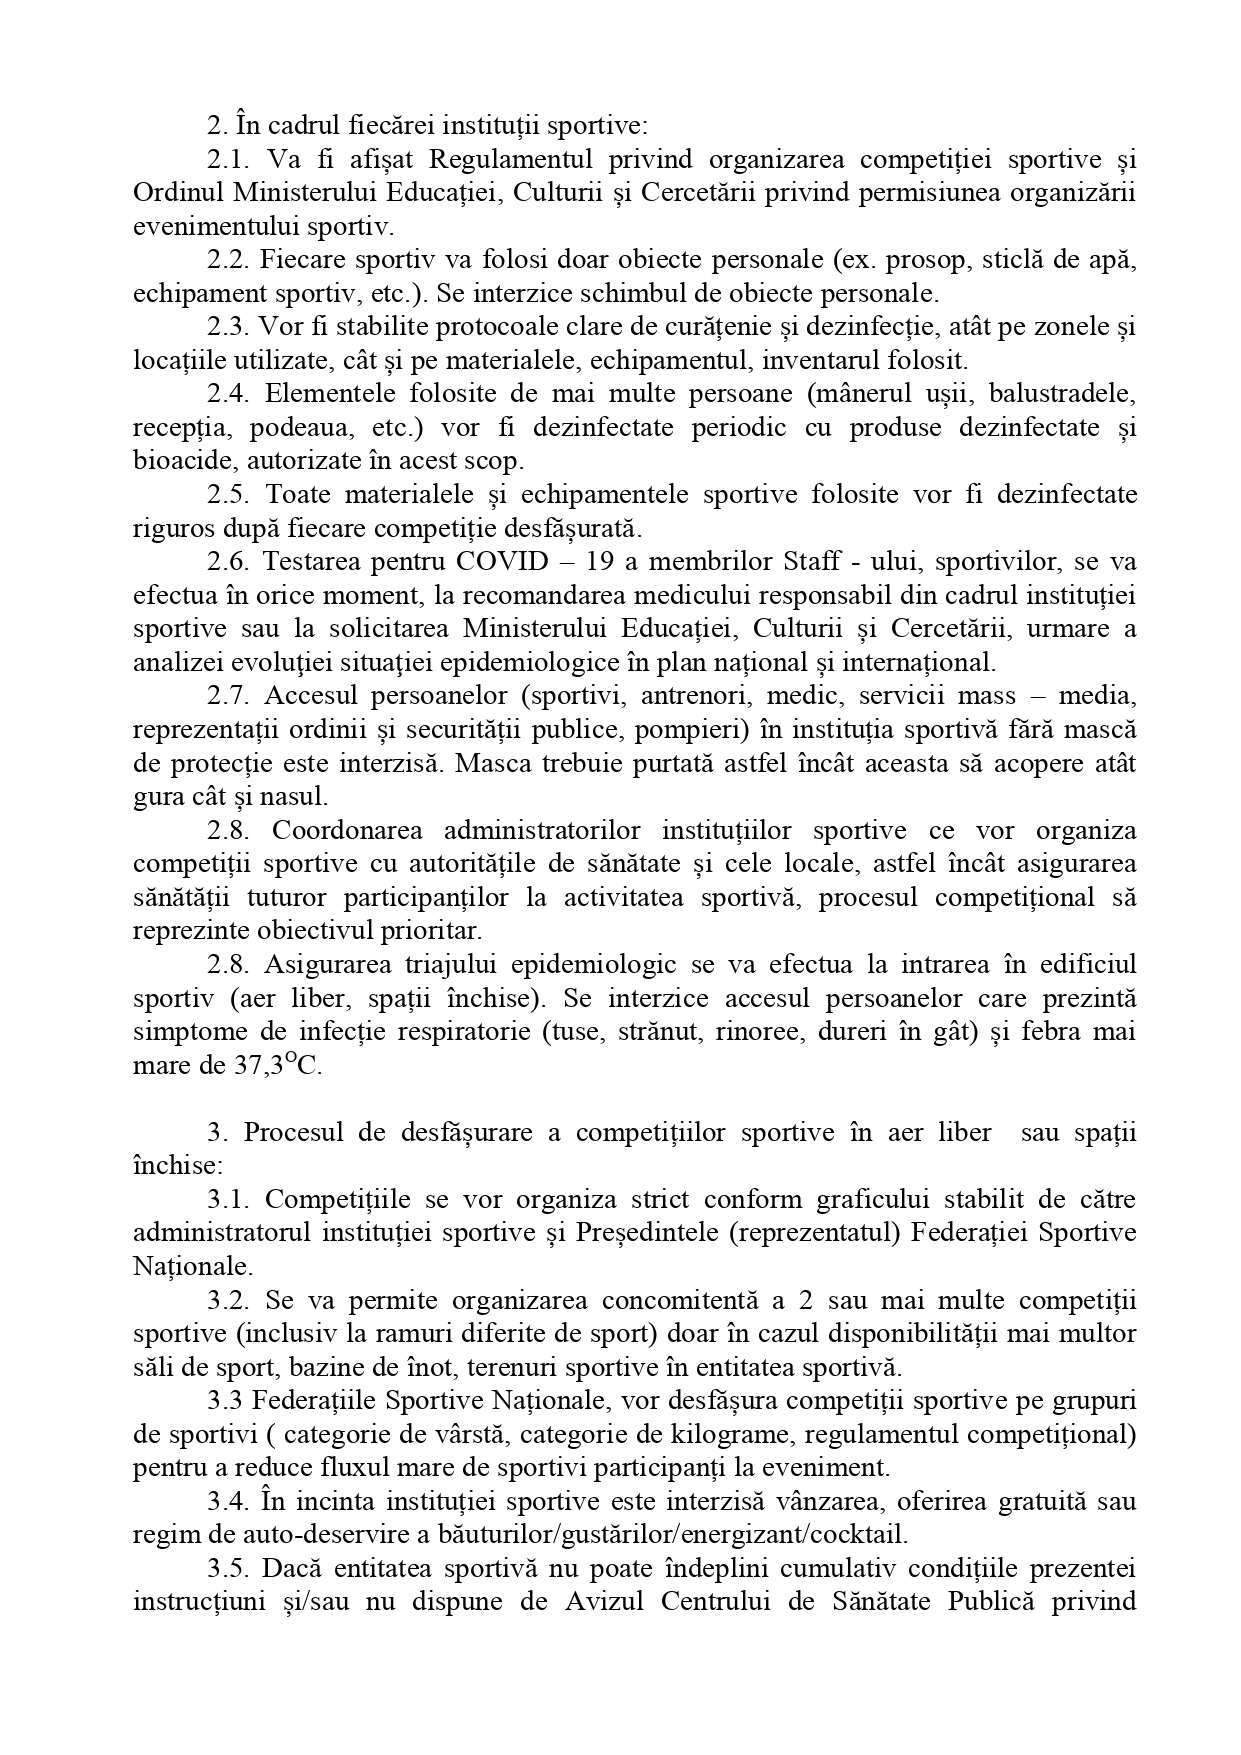 2. În cadrul fiecărei instituții sportive:
2.1. Va fi afișat Regulamentul privind organizarea competiției sportive și
Ordinul Ministerului Educației, Culturii și Cercetării privind permisiunea organizării
evenimentului sportiv.
2.2. Fiecare sportiv va folosi doar obiecte personale (ex. prosop, sticlă de apă,
echipament sportiv, etc.). Se interzice schimbul de obiecte personale.
2.3. Vor fi stabilite protocoale clare de curățenie și dezinfecție, atât pe zonele și
locațiile utilizate, cât și pe materialele, echipamentul, inventarul folosit.
2.4. Elementele folosite de mai multe persoane (mânerul ușii, balustradele,
recepția, podeaua, etc.) vor fi dezinfectate periodic cu produse dezinfectate și
bioacide, autorizate în acest scop.
2.5. Toate materialele și echipamentele sportive folosite vor fi dezinfectate
riguros după fiecare competiție desfășurată.
2.6. Testarea pentru COVID – 19 a membrilor Staff - ului, sportivilor, se va
efectua în orice moment, la recomandarea medicului responsabil din cadrul instituției
sportive sau la solicitarea Ministerului Educației, Culturii și Cercetării, urmare a
analizei evoluţiei situaţiei epidemiologice în plan național și internațional.
2.7. Accesul persoanelor (sportivi, antrenori, medic, servicii mass – media,
reprezentații ordinii și securității publice, pompieri) în instituția sportivă fără mască
de protecție este interzisă. Masca trebuie purtată astfel încât aceasta să acopere atât
gura cât și nasul.
2.8. Coordonarea administratorilor instituțiilor sportive ce vor organiza
competiții sportive cu autoritățile de sănătate și cele locale, astfel încât asigurarea
sănătății tuturor participanților la activitatea sportivă, procesul competițional să
reprezinte obiectivul prioritar.
2.8. Asigurarea triajului epidemiologic se va efectua la intrarea în edificiul
sportiv (aer liber, spații închise). Se interzice accesul persoanelor care prezintă
simptome de infecție respiratorie (tuse, strănut, rinoree, dureri în gât) și febra mai
mare de 37,3ᴼC.
3. Procesul de desfășurare a competițiilor sportive în aer liber sau spații
închise:
3.1. Competițiile se vor organiza strict conform graficului stabilit de către
administratorul instituției sportive și Președintele (reprezentatul) Federației Sportive
Naționale.
3.2. Se va permite organizarea concomitentă a 2 sau mai multe competiții
sportive (inclusiv la ramuri diferite de sport) doar în cazul disponibilității mai multor
săli de sport, bazine de înot, terenuri sportive în entitatea sportivă.
3.3 Federațiile Sportive Naționale, vor desfășura competiții sportive pe grupuri
de sportivi ( categorie de vârstă, categorie de kilograme, regulamentul competițional)
pentru a reduce fluxul mare de sportivi participanți la eveniment.
3.4. În incinta instituției sportive este interzisă vânzarea, oferirea gratuită sau
regim de auto-deservire a băuturilor/gustărilor/energizant/cocktail.
3.5. Dacă entitatea sportivă nu poate îndeplini cumulativ condițiile prezentei
instrucțiuni și/sau nu dispune de Avizul Centrului de Sănătate Publică privind